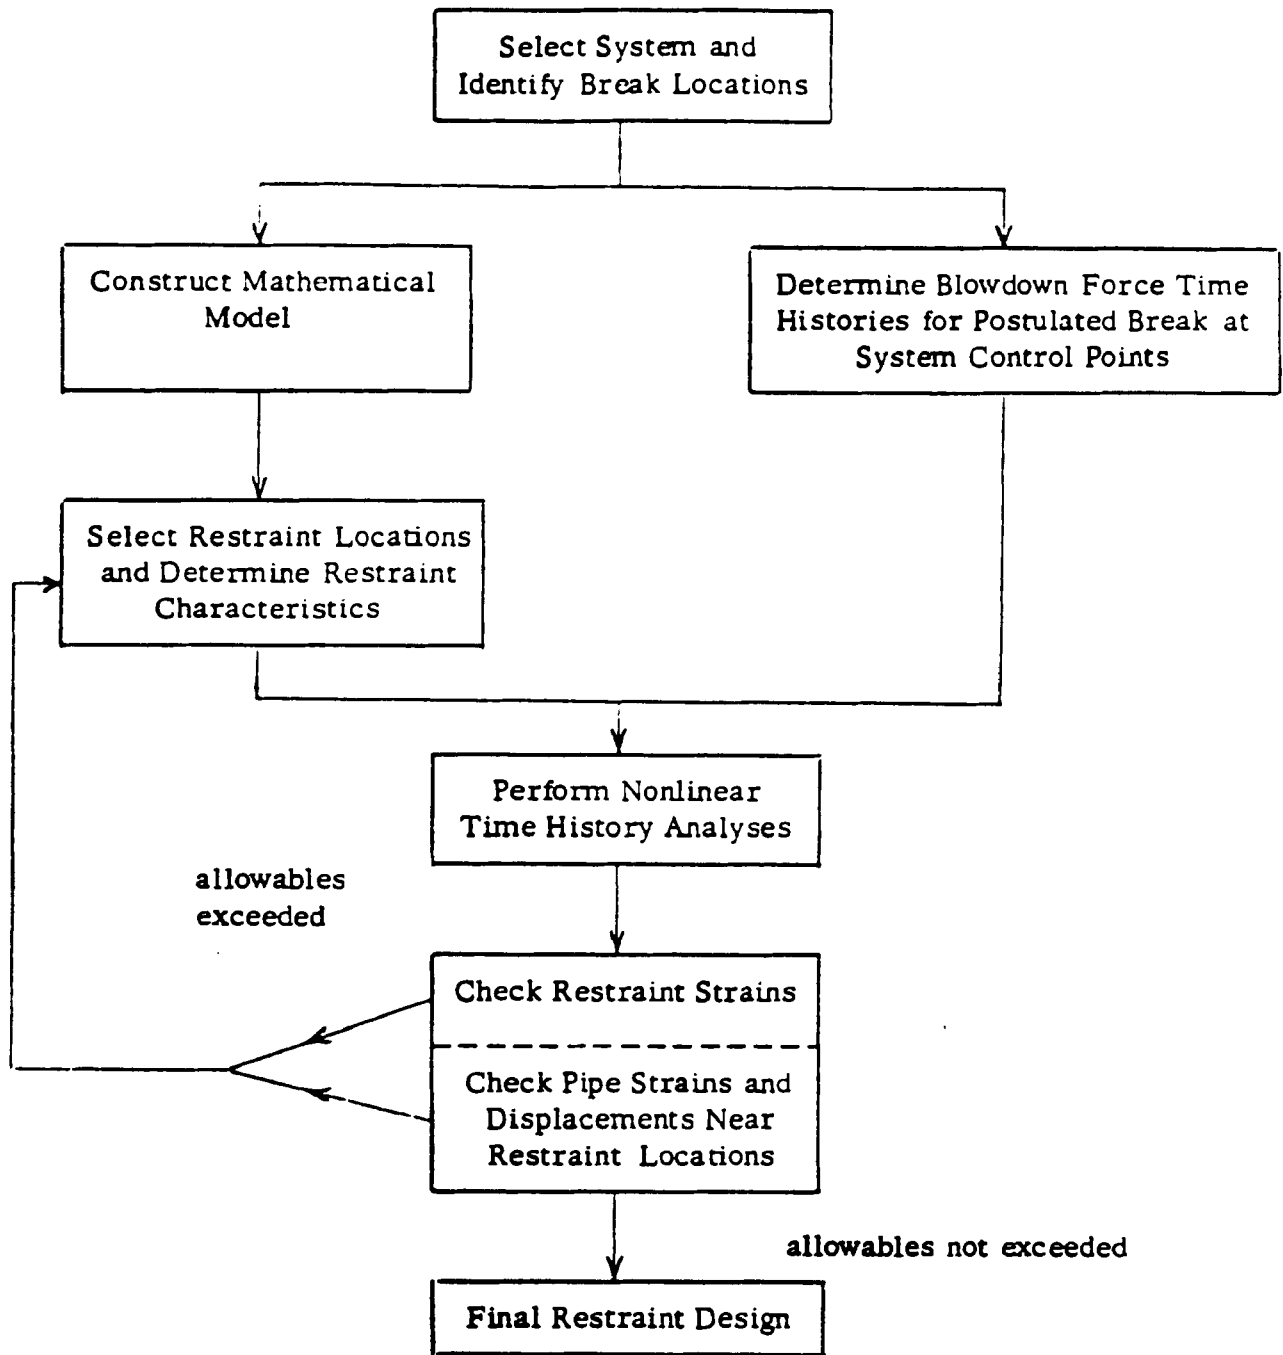 Select System and
Identify Break Locations
Construct Mathematical
Model
Determine Blowdown Force Time
Histories for Postulated Break at
System Control Points
Select Restraint Locations
and Determine Restraint
Characteristics
Perform Nonlinear
Time History Analyses
allowables
exceeded
Check Restraint Strains
Check Pipe Strains and
Displacements Near
Restraint Locations
allowables not exceeded
Final Restraint Design